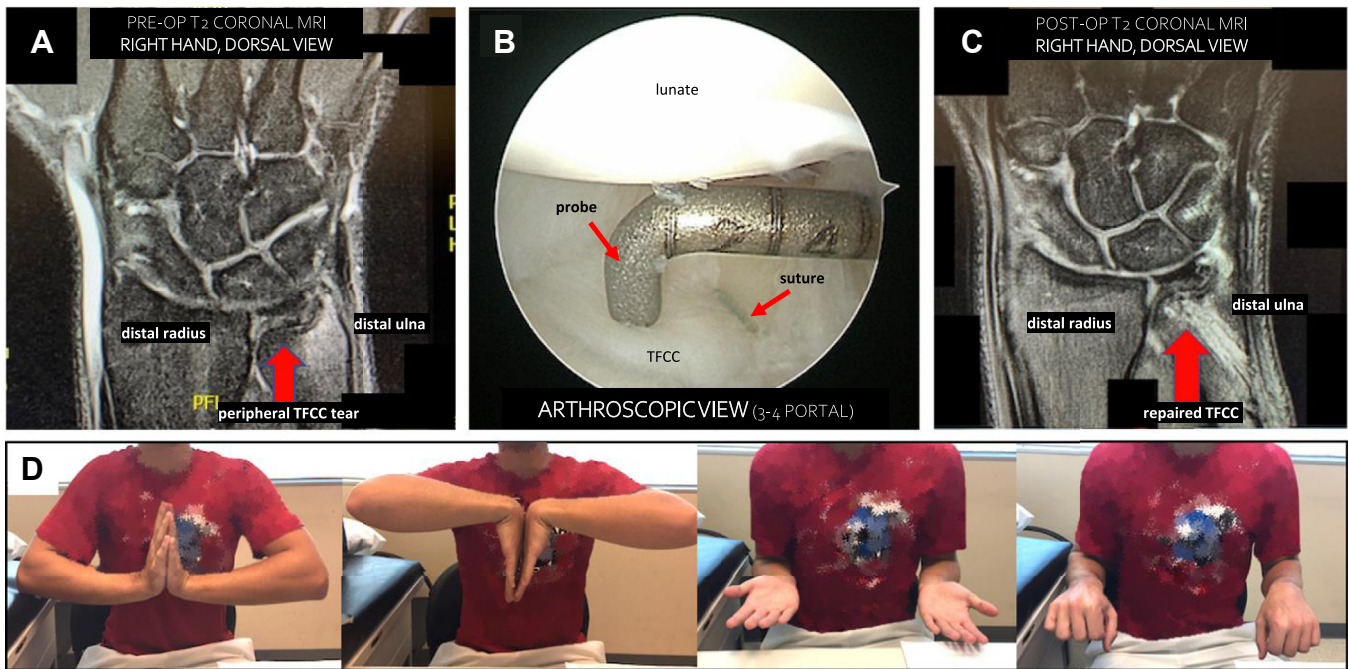 A
PRE-OP T2 CORONAL MRI
RIGHT HAND, DORSAL VIEW
distal radius
distal ulna
peripheral TFCC tear
B
lunate
probe
suture
TFCC
ARTHROSCOPIC VIEW (3-4 PORTAL)
C
POST-OP T2 CORONAL MRI
RIGHT HAND, DORSAL VIEW
distal radius
distal ulna
repaired TFCC
D